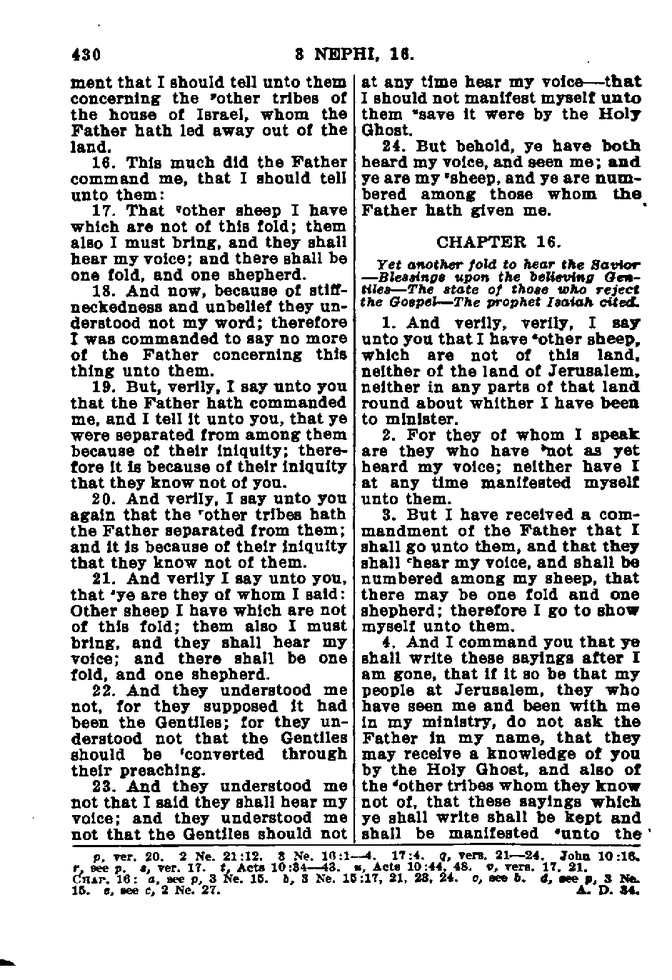 430
3 NEPHI, 16.
ment that I should tell unto them
concerning the ᵖother tribes of
the house of Israel, whom the
Father hath led away out of the
land.
16. This much did the Father
command me, that I should tell
unto them:
17. That ᵠother sheep I have
which are not of this fold; them
also I must bring, and they shall
hear my voice; and there shall be
one fold, and one shepherd.
18. And now, because of stiff-
neckedness and unbelief they un-
derstood not my word; therefore
I was commanded to say no more
of the Father concerning this
thing unto them.
19. But, verily, I say unto you
that the Father hath commanded
me, and I tell it unto you, that ye
were separated from among them
because of their iniquity; there-
fore it is because of their iniquity
that they know not of you.
20. And verily, I say unto you
again that the ʳother tribes hath
the Father separated from them;
and it is because of their iniquity
that they know not of them.
21. And verily I say unto you,
that ˢye are they of whom I said:
Other sheep I have which are not
of this fold; them also I must
bring, and they shall hear my
voice; and there shall be one
fold, and one shepherd.
22. And they understood me
not, for they supposed it had
been the Gentiles; for they un-
derstood not that the Gentiles
should be ᵗconverted through
their preaching.
23. And they understood me
not that I said they shall hear my
voice; and they understood me
not that the Gentiles should not
at any time hear my voice—that
I should not manifest myself unto
them ᵘsave it were by the Holy
Ghost.
24. But behold, ye have both
heard my voice, and seen me; and
ye are my ᵛsheep, and ye are num-
bered among those whom the
Father hath given me.
CHAPTER 16.
Yet another fold to hear the Savior
—Blessings upon the believing Gen-
tiles—The state of those who reject
the Gospel—The prophet Isaiah cited.
1. And verily, verily, I say
unto you that I have ᵃother sheep,
which are not of this land,
neither of the land of Jerusalem,
neither in any parts of that land
round about whither I have been
to minister.
2. For they of whom I speak
are they who have ᵇnot as yet
heard my voice; neither have I
at any time manifested myself
unto them.
3. But I have received a com-
mandment of the Father that I
shall go unto them, and that they
shall ᶜhear my voice, and shall be
numbered among my sheep, that
there may be one fold and one
shepherd; therefore I go to show
myself unto them.
4. And I command you that ye
shall write these sayings after I
am gone, that if it so be that my
people at Jerusalem, they who
have seen me and been with me
in my ministry, do not ask the
Father in my name, that they
may receive a knowledge of you
by the Holy Ghost, and also of
the ᵈother tribes whom they know
not of, that these sayings which
ye shall write shall be kept and
shall be manifested ᵉunto the
p, ver. 20. 2 Ne. 21:12. 3 Ne. 16:1—4. 17:4. q, vers. 21—24. John 10:16.
r, see p. s, ver. 17. t, Acts 10:34—43. u, Acts 10:44, 48. v, vers. 17, 21.
CHAP. 16: a, see p, 3 Ne. 15. b, 3 Ne. 15:17, 21, 23, 24. c, see b. d, see p, 3 Ne.
15. e, see c, 2 Ne. 27. A. D. 34.